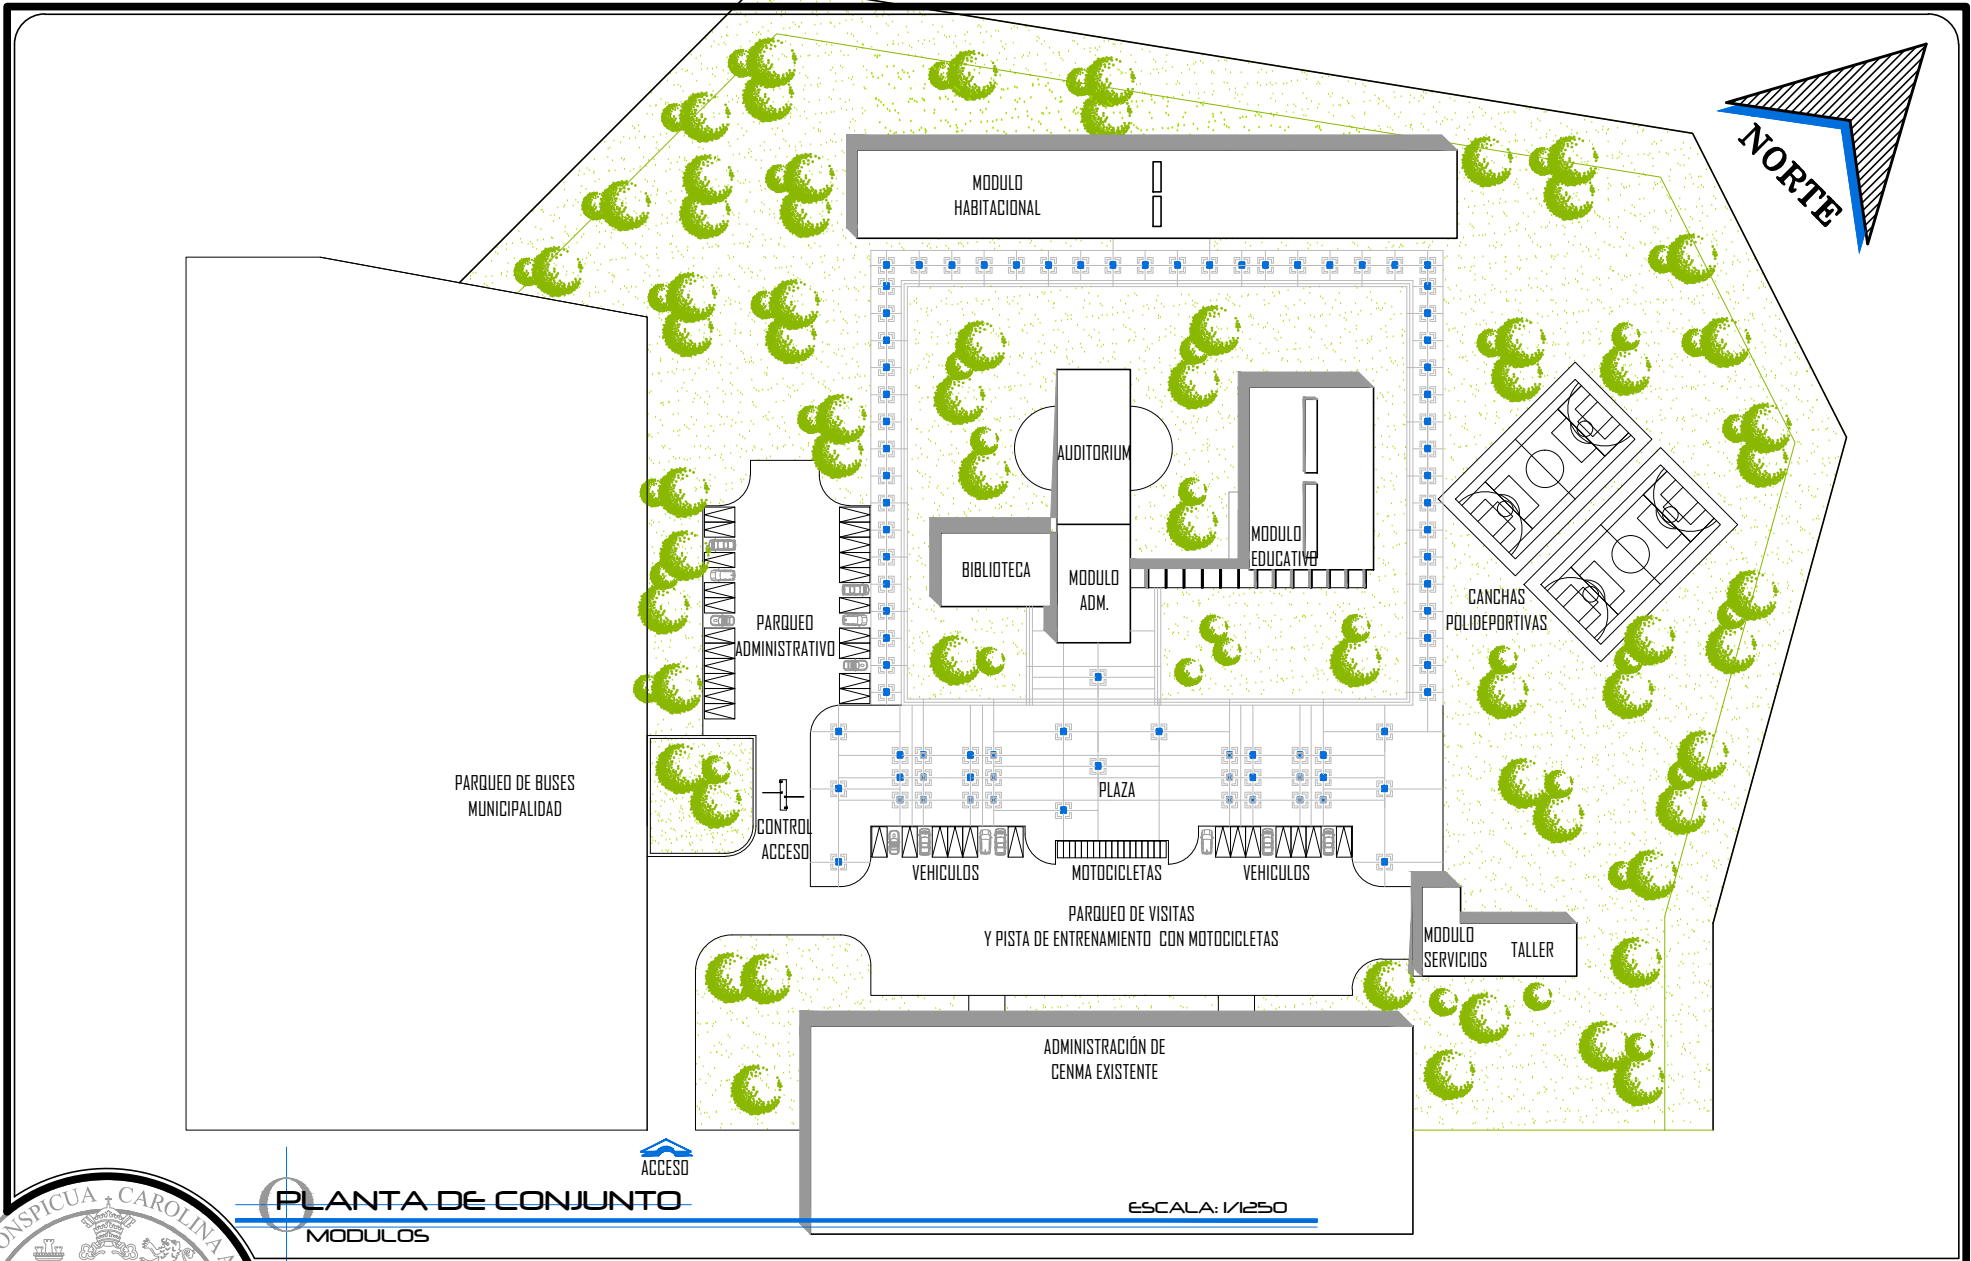 NORTE
MODULO
HABITACIONAL
AUDITORIUM
MODULO
EDUCATIVO
BIBLIOTECA
MODULO
ADM.
CANCHAS
POLIDEPORTIVAS
PARQUEO
ADMINISTRATIVO
PARQUEO DE BUSES
MUNICIPALIDAD
PLAZA
CONTROL
ACCESO
VEHICULOS
MOTOCICLETAS
VEHICULOS
PARQUEO DE VISITAS
Y PISTA DE ENTRENAMIENTO CON MOTOCICLETAS
MODULO
SERVICIOS
TALLER
ADMINISTRACIÓN DE
CENMA EXISTENTE
ACCESO
PLANTA DE CONJUNTO
ESCALA: 1/1250
MODULOS
CAROLINA